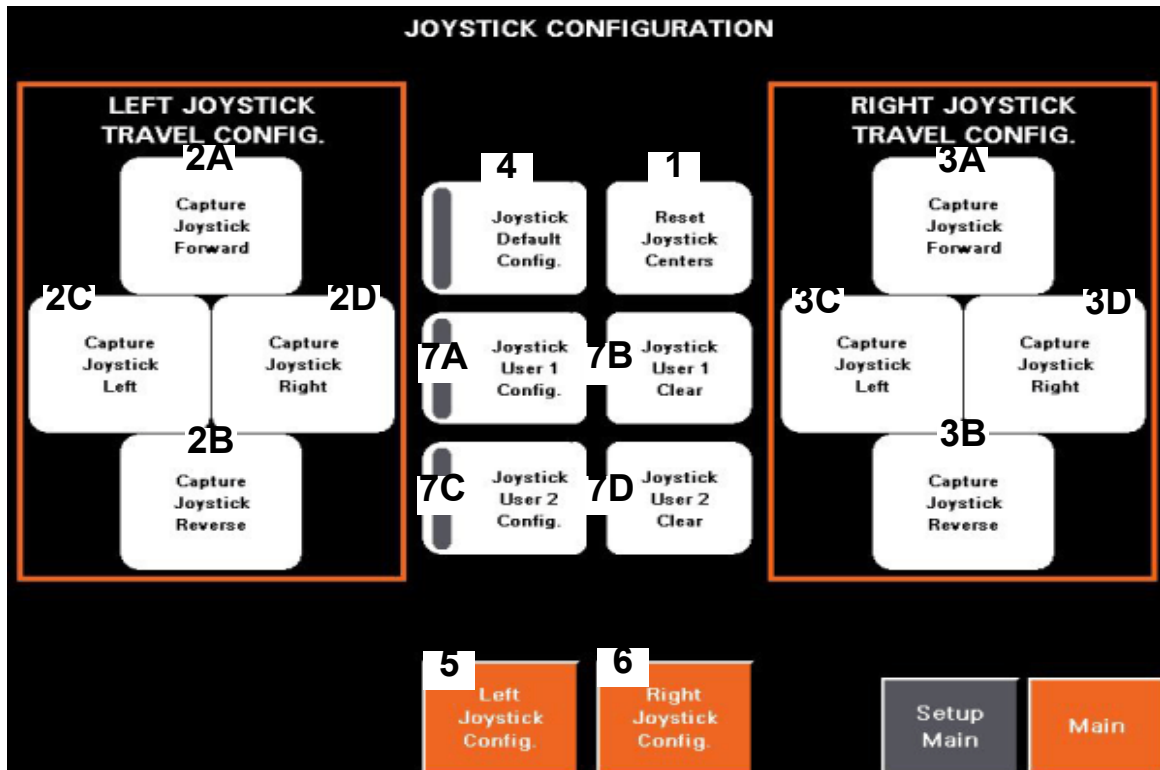 JOYSTICK CONFIGURATION
LEFT JOYSTICK
TRAVEL CONFIG.
2A
Capture
Joystick
Forward
2C
Capture
Joystick
Left
2D
Capture
Joystick
Right
2B
Capture
Joystick
Reverse
4
Joystick
Default
Config.
1
Reset
Joystick
Centers
7A
Joystick
User 1
Config.
7B
Joystick
User 1
Clear
7C
Joystick
User 2
Config.
7D
Joystick
User 2
Clear
RIGHT JOYSTICK
TRAVEL CONFIG.
3A
Capture
Joystick
Forward
3C
Capture
Joystick
Left
3D
Capture
Joystick
Right
3B
Capture
Joystick
Reverse
5
Left
Joystick
Config.
6
Right
Joystick
Config.
Setup
Main
Main